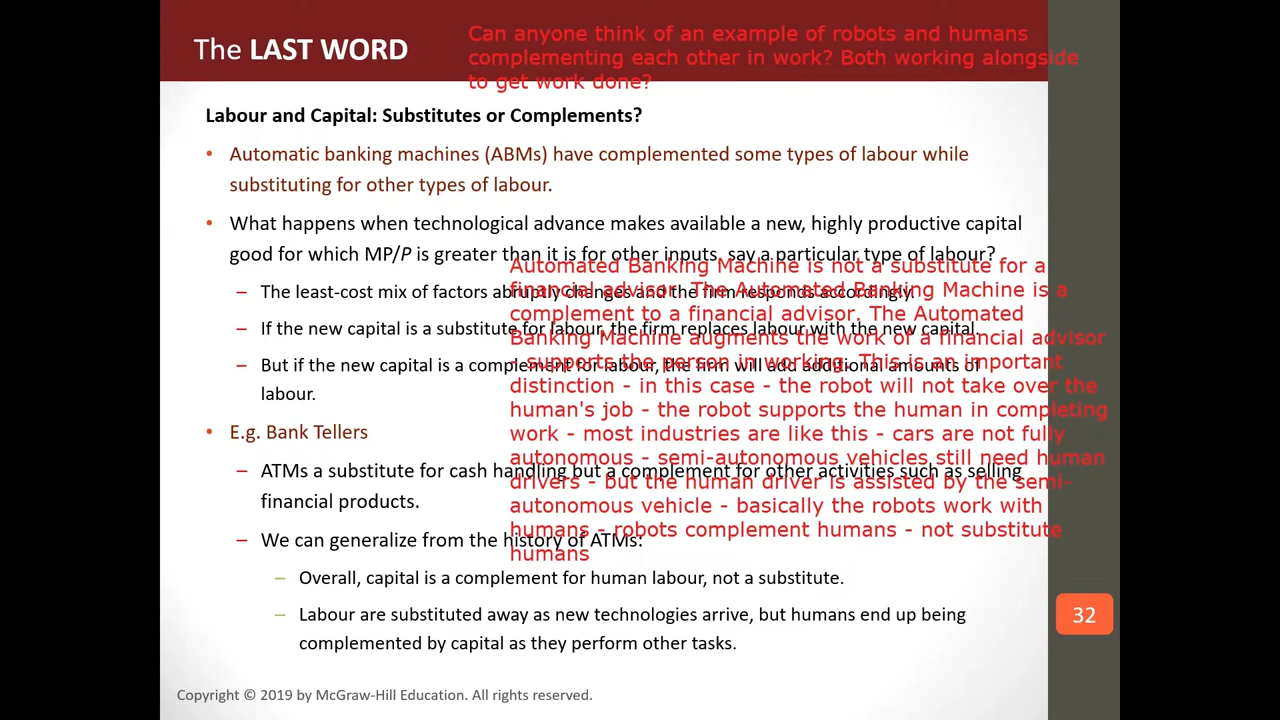 The LAST WORD
Can anyone think of an example of robots and humans
complementing each other in work? Both working alongside
to get work done?
Labour and Capital: Substitutes or Complements?
• Automatic banking machines (ABMs) have complemented some types of labour while
substituting for other types of labour.
• What happens when technological advance makes available a new, highly productive capital
good for which MP/P is greater than it is for other inputs, say a particular type of labour?
– The least-cost mix of factors abruptly changes and the firm responds accordingly.
– If the new capital is a substitute for labour, the firm replaces labour with the new capital.
– But if the new capital is a complement for labour, the firm will add additional amounts of
labour.
• E.g. Bank Tellers
– ATMs a substitute for cash handling but a complement for other activities such as selling
financial products.
– We can generalize from the history of ATMs:
– Overall, capital is a complement for human labour, not a substitute.
– Labour are substituted away as new technologies arrive, but humans end up being
complemented by capital as they perform other tasks.
Automated Banking Machine is not a substitute for a
financial advisor. The Automated Banking Machine is a
complement to a financial advisor. The Automated
Banking Machine augments the work of a financial advisor
- supports the person in working. This is an important
distinction - in this case - the robot will not take over the
human's job - the robot supports the human in completing
work - most industries are like this - cars are not fully
autonomous - semi-autonomous vehicles still need human
drivers - but the human driver is assisted by the semi-
autonomous vehicle - basically the robots work with
humans - robots complement humans - not substitute
humans
32
Copyright © 2019 by McGraw-Hill Education. All rights reserved.